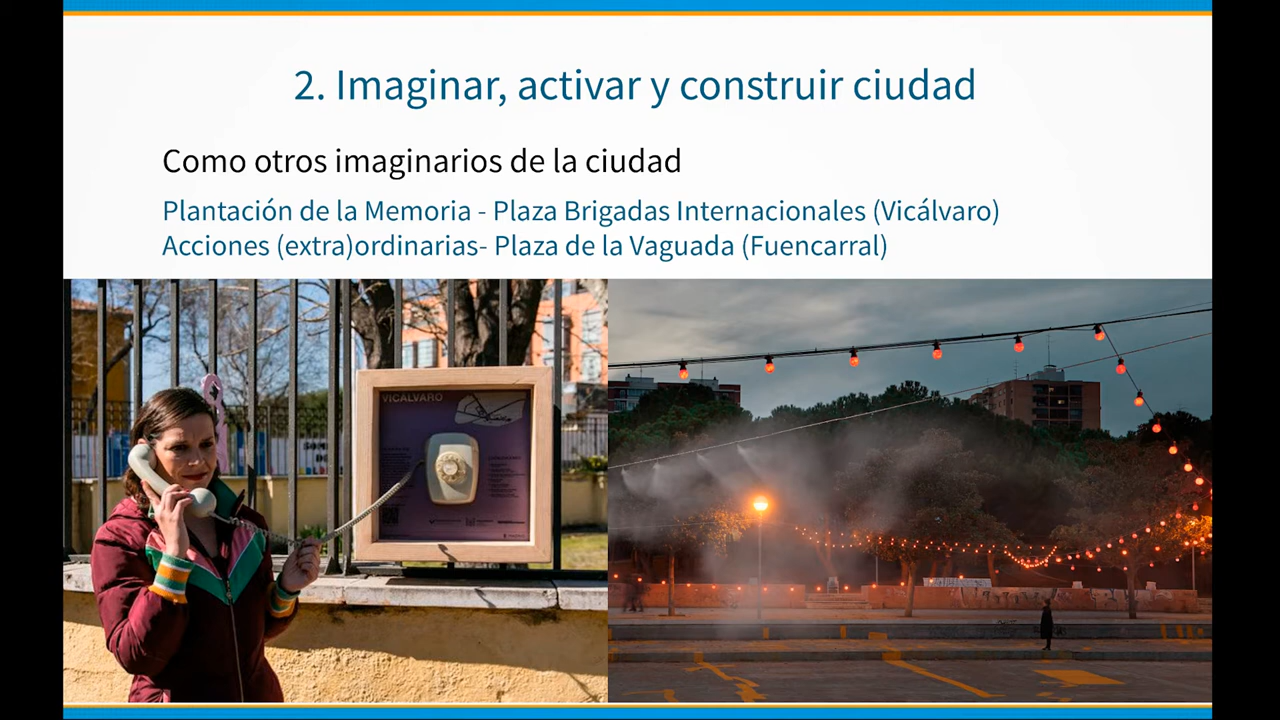 2. Imaginar, activar y construir ciudad
Como otros imaginarios de la ciudad
Plantación de la Memoria - Plaza Brigadas Internacionales (Vicálvaro)
Acciones (extra)ordinarias- Plaza de la Vaguada (Fuencarral)
VICÁLVARO